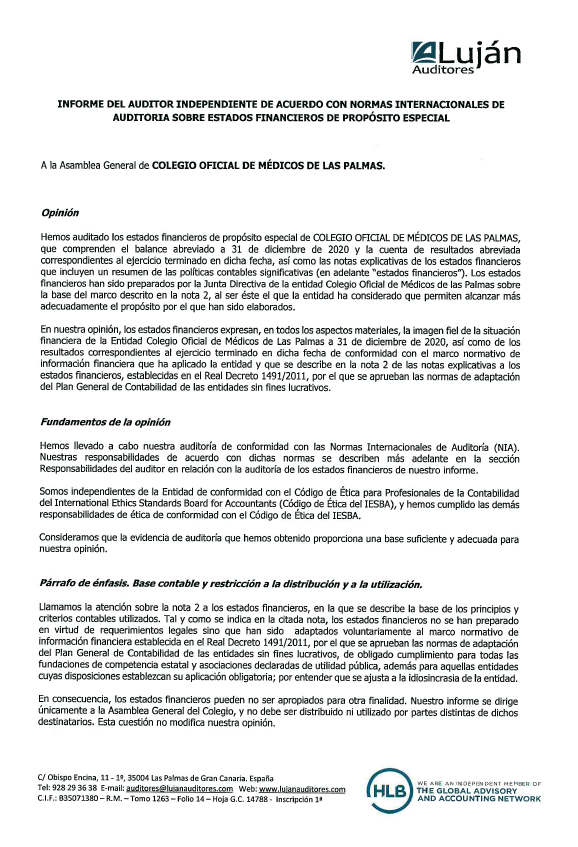 Luján
Auditores
INFORME DEL AUDITOR INDEPENDIENTE DE ACUERDO CON NORMAS INTERNACIONALES DE
AUDITORIA SOBRE ESTADOS FINANCIEROS DE PROPÓSITO ESPECIAL
A la Asamblea General de COLEGIO OFICIAL DE MÉDICOS DE LAS PALMAS.
Opinión
Hemos auditado los estados financieros de propósito especial de COLEGIO OFICIAL DE MÉDICOS DE LAS PALMAS,
que comprenden el balance abreviado a 31 de diciembre de 2020 y la cuenta de resultados abreviada
correspondientes al ejercicio terminado en dicha fecha, así como las notas explicativas de los estados financieros
que incluyen un resumen de las políticas contables significativas (en adelante "estados financieros"). Los estados
financieros han sido preparados por la Junta Directiva de la entidad Colegio Oficial de Médicos de las Palmas sobre
la base del marco descrito en la nota 2, al ser éste el que la entidad ha considerado que permiten alcanzar más
adecuadamente el propósito por el que han sido elaborados.
En nuestra opinión, los estados financieros expresan, en todos los aspectos materiales, la imagen fiel de la situación
financiera de la Entidad Colegio Oficial de Médicos de Las Palmas a 31 de diciembre de 2020, así como de los
resultados correspondientes al ejercicio terminado en dicha fecha de conformidad con el marco normativo de
información financiera que ha aplicado la entidad y que se describe en la nota 2 de las notas explicativas a los
estados financieros, establecidas en el Real Decreto 1491/2011, por el que se aprueban las normas de adaptación
del Plan General de Contabilidad de las entidades sin fines lucrativos.
Fundamentos de la opinión
Hemos llevado a cabo nuestra auditoría de conformidad con las Normas Internacionales de Auditoría (NIA).
Nuestras responsabilidades de acuerdo con dichas normas se describen más adelante en la sección
Responsabilidades del auditor en relación con la auditoría de los estados financieros de nuestro informe.
Somos independientes de la Entidad de conformidad con el Código de Ética para Profesionales de la Contabilidad
del International Ethics Standards Board for Accountants (Código de Ética del IESBA), y hemos cumplido las demás
responsabilidades de ética de conformidad con el Código de Ética del IESBA.
Consideramos que la evidencia de auditoría que hemos obtenido proporciona una base suficiente y adecuada para
nuestra opinión.
Párrafo de énfasis. Base contable y restricción a la distribución y a la utilización.
Llamamos la atención sobre la nota 2 a los estados financieros, en la que se describe la base de los principios y
criterios contables utilizados. Tal y como se indica en la citada nota, los estados financieros no se han preparado
en virtud de requerimientos legales sino que han sido adaptados voluntariamente al marco normativo de
información financiera establecida en el Real Decreto 1491/2011, por el que se aprueban las normas de adaptación
del Plan General de Contabilidad de las entidades sin fines lucrativos, de obligado cumplimiento para todas las
fundaciones de competencia estatal y asociaciones declaradas de utilidad pública, además para aquellas entidades
cuyas disposiciones establezcan su aplicación obligatoria; por entender que se ajusta a la idiosincrasia de la entidad.
En consecuencia, los estados financieros pueden no ser apropiados para otra finalidad. Nuestro informe se dirige
únicamente a la Asamblea General del Colegio, y no debe ser distribuido ni utilizado por partes distintas de dichos
destinatarios. Esta cuestión no modifica nuestra opinión.
C/ Obispo Encina, 11 - 1º, 35004 Las Palmas de Gran Canaria. España
Tel: 928 29 36 38 E-mail: auditores@lujanauditores.com Web: www.lujanauditores.com
C.I.F.: B35071380 – R.M. – Tomo 1263 – Folio 14 – Hoja G.C. 14788 - Inscripción 1ª
HLB
WE ARE AN INDEPENDENT MEMBER OF
THE GLOBAL ADVISORY
AND ACCOUNTING NETWORK